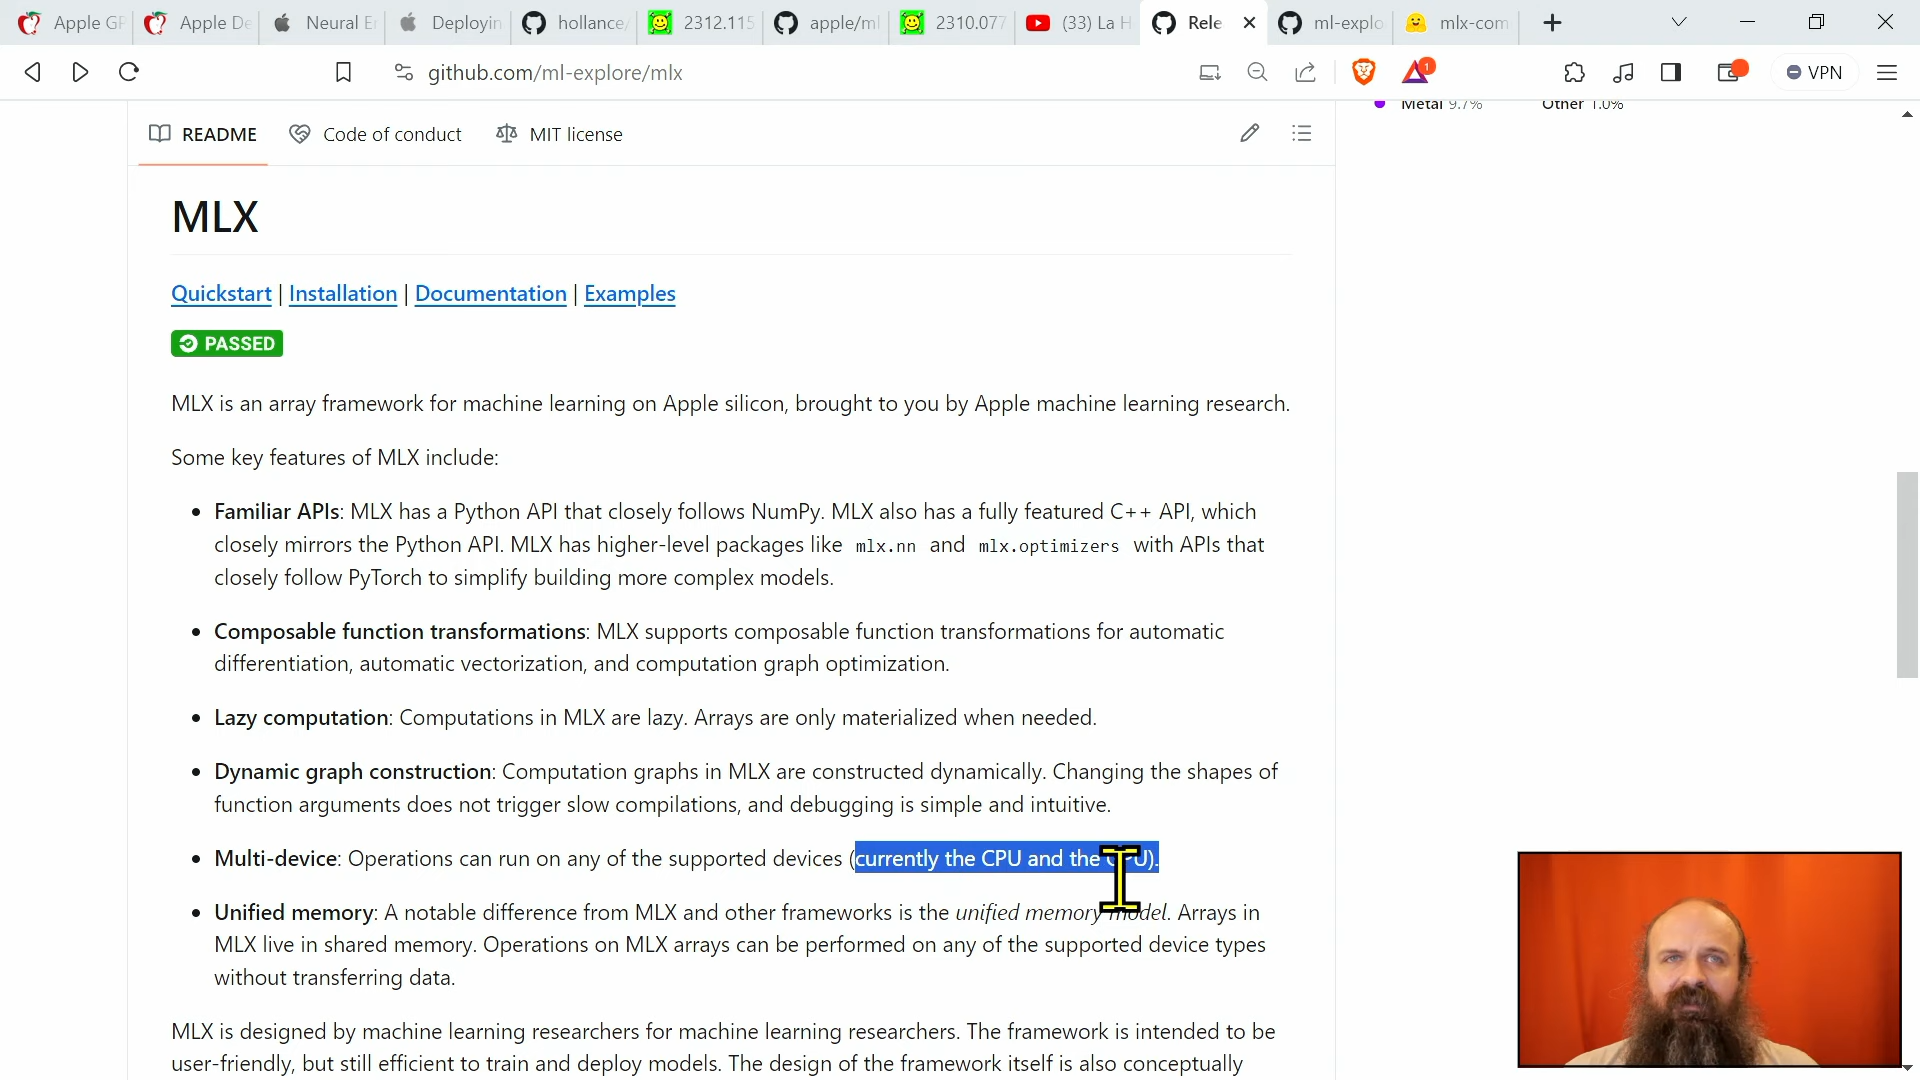 Apple GP
Apple De
Neural En
Deployin
hollance/
2312.115
apple/ml
2310.077
(33) La H
Rele
ml-explo
mlx-com
github.com/ml-explore/mlx
1
VPN
Metal 9.7%
Other 1.0%
README
Code of conduct
MIT license
MLX
Quickstart | Installation | Documentation | Examples
PASSED
MLX is an array framework for machine learning on Apple silicon, brought to you by Apple machine learning research.
Some key features of MLX include:
• Familiar APIs: MLX has a Python API that closely follows NumPy. MLX also has a fully featured C++ API, which
closely mirrors the Python API. MLX has higher-level packages like mlx.nn and mlx.optimizers with APIs that
closely follow PyTorch to simplify building more complex models.
• Composable function transformations: MLX supports composable function transformations for automatic
differentiation, automatic vectorization, and computation graph optimization.
• Lazy computation: Computations in MLX are lazy. Arrays are only materialized when needed.
• Dynamic graph construction: Computation graphs in MLX are constructed dynamically. Changing the shapes of
function arguments does not trigger slow compilations, and debugging is simple and intuitive.
• Multi-device: Operations can run on any of the supported devices (currently the CPU and the GPU).
• Unified memory: A notable difference from MLX and other frameworks is the unified memory model. Arrays in
MLX live in shared memory. Operations on MLX arrays can be performed on any of the supported device types
without transferring data.
MLX is designed by machine learning researchers for machine learning researchers. The framework is intended to be
user-friendly, but still efficient to train and deploy models. The design of the framework itself is also conceptually